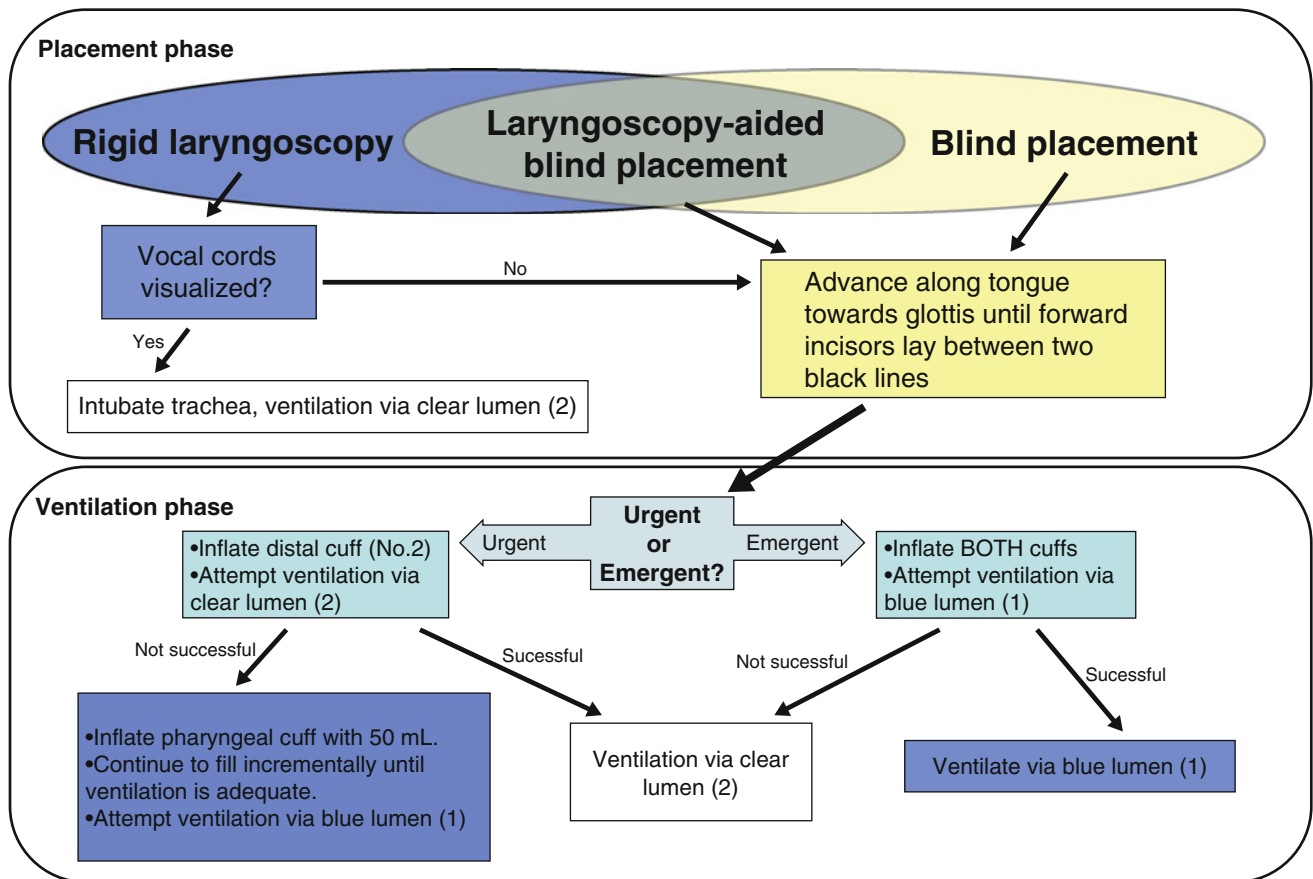 Placement phase
Rigid laryngoscopy
Laryngoscopy-aided
blind placement
Blind placement
Vocal cords
visualized?
No
Yes
Intubate trachea, ventilation via clear lumen (2)
Advance along tongue
towards glottis until forward
incisors lay between two
black lines
Ventilation phase
Urgent
or
Emergent?
Urgent
Emergent
•Inflate distal cuff (No.2)
•Attempt ventilation via
clear lumen (2)
•Inflate BOTH cuffs
•Attempt ventilation via
blue lumen (1)
Not successful
Sucessful
Not sucessful
Sucessful
•Inflate pharyngeal cuff with 50 mL.
•Continue to fill incrementally until
ventilation is adequate.
•Attempt ventilation via blue lumen (1)
Ventilation via clear
lumen (2)
Ventilate via blue lumen (1)